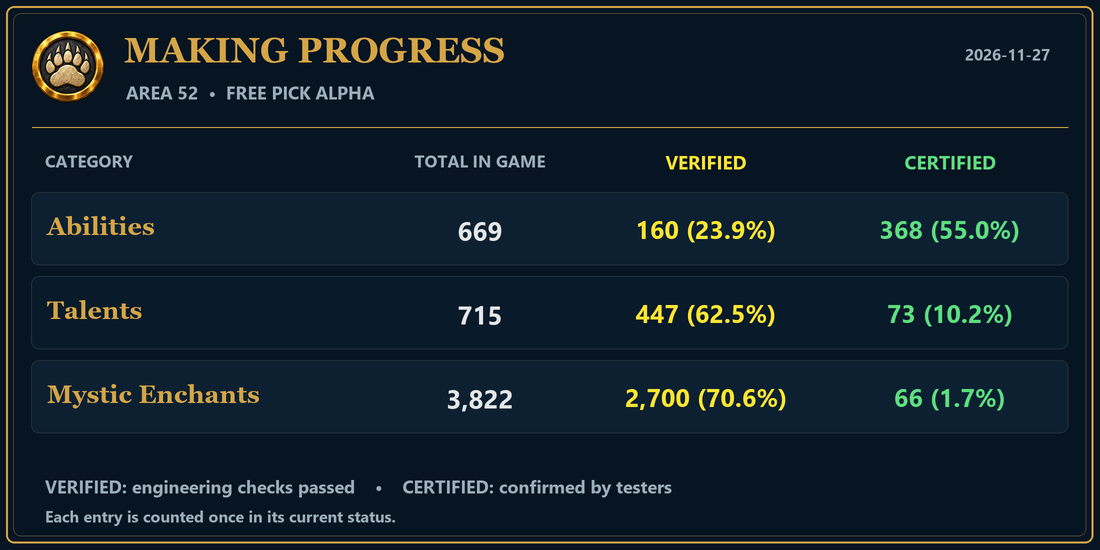 MAKING PROGRESS
2026-11-27
AREA 52 • FREE PICK ALPHA
CATEGORY TOTAL IN GAME VERIFIED CERTIFIED
Abilities 669 160 (23.9%) 368 (55.0%)
Talents 715 447 (62.5%) 73 (10.2%)
Mystic Enchants 3,822 2,700 (70.6%) 66 (1.7%)
VERIFIED: engineering checks passed • CERTIFIED: confirmed by testers
Each entry is counted once in its current status.